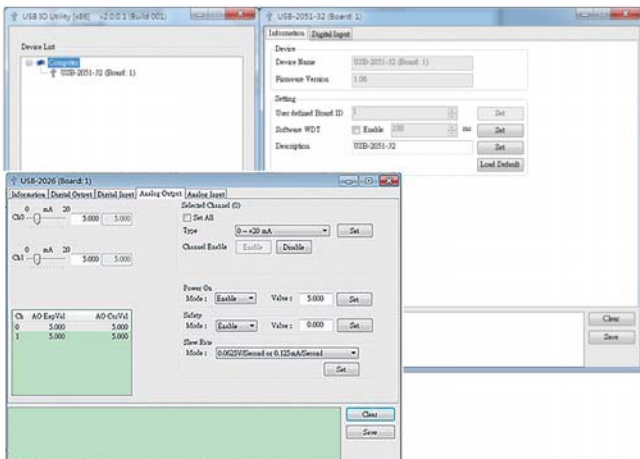 USB IO Utility [x86] v2.0.0.1 (Build 001)
Device List
Computer
USB-2051-32 (Board: 1)
USB-2051-32 (Board: 1)
Information Digital Input
Device
Device Name USB-2051-32 (Board: 1)
Firmware Version 1.06
Setting
User-defined Board ID 1 Set
Software WDT Enable 100 ms Set
Description USB-2051-32 Set
Load Default
Clear
Save
USB-2026 (Board: 1)
Information Digital Output Digital Input Analog Output Analog Input
0 mA 20
Ch0 5.000 5.000
0 mA 20
Ch1 5.000 5.000
Ch AO-ExpVal AO-CurVal
0 5.000 5.000
1 5.000 5.000
Selected Channel (0)
Set All
Type 0 ~ +20 mA Set
Channel Enable Enable Disable
Power On
Mode : Enable Value : 5.000 Set
Safety
Mode : Enable Value : 0.000 Set
Slew Rate
Mode : 0.0625V/Second or 0.125mA/Second
Set
Clear
Save